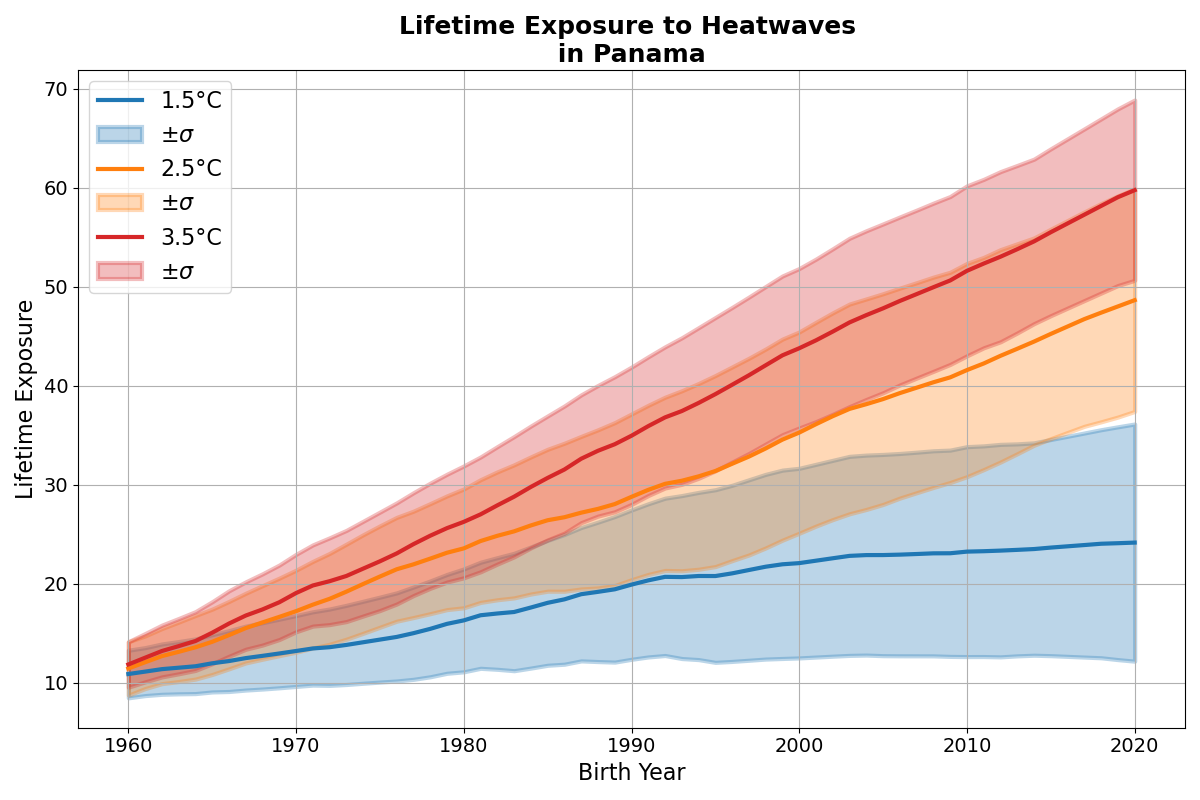 Lifetime Exposure to Heatwaves
in Panama
70
60
50
40
30
20
10
Lifetime Exposure
1.5°C
±σ
2.5°C
±σ
3.5°C
±σ
1960
1970
1980
1990
2000
2010
2020
Birth Year